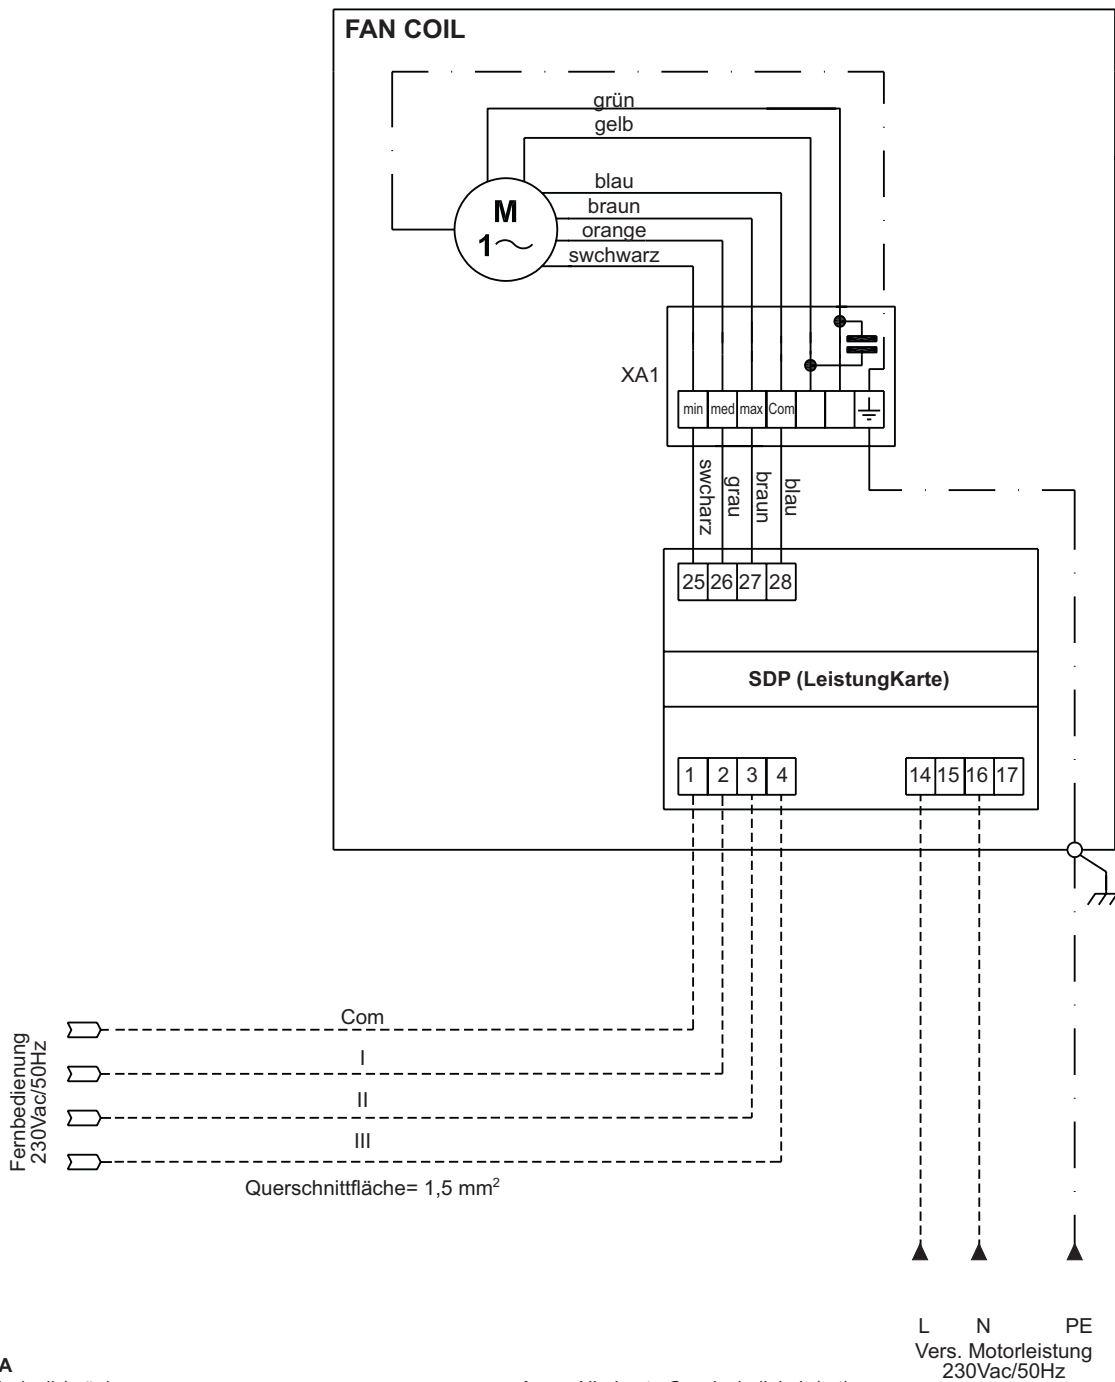 FAN COIL
grün
gelb
blau
braun
orange
swchwarz
M
1~
XA1
min med max Com
swcharz
grau
braun
blau
25 26 27 28
SDP (LeistungKarte)
1 2 3 4
14 15 16 17
Com
I
II
III
Fernbedienung
230Vac/50Hz
Querschnittfläche= 1,5 mm²
L N PE
Vers. Motorleistung
230Vac/50Hz
A